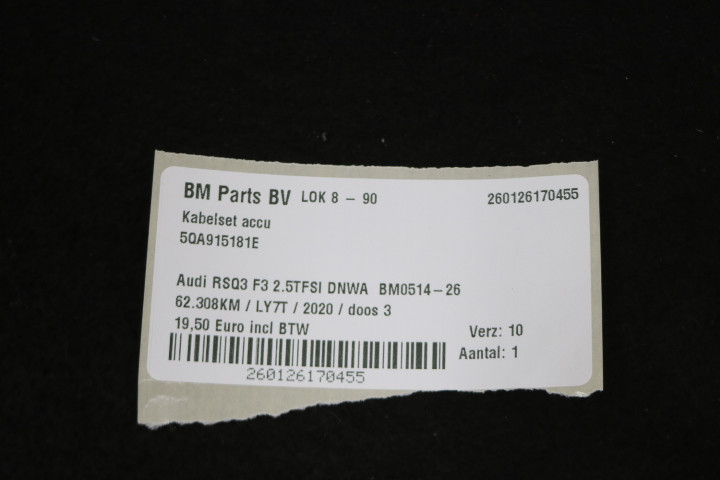 BM Parts BV LOK 8 - 90 260126170455
Kabelset accu
5QA915181E
Audi RSQ3 F3 2.5TFSI DNWA BM0514-26
62.308KM / LY7T / 2020 / doos 3
19,50 Euro incl BTW Verz: 10
Aantal: 1
260126170455